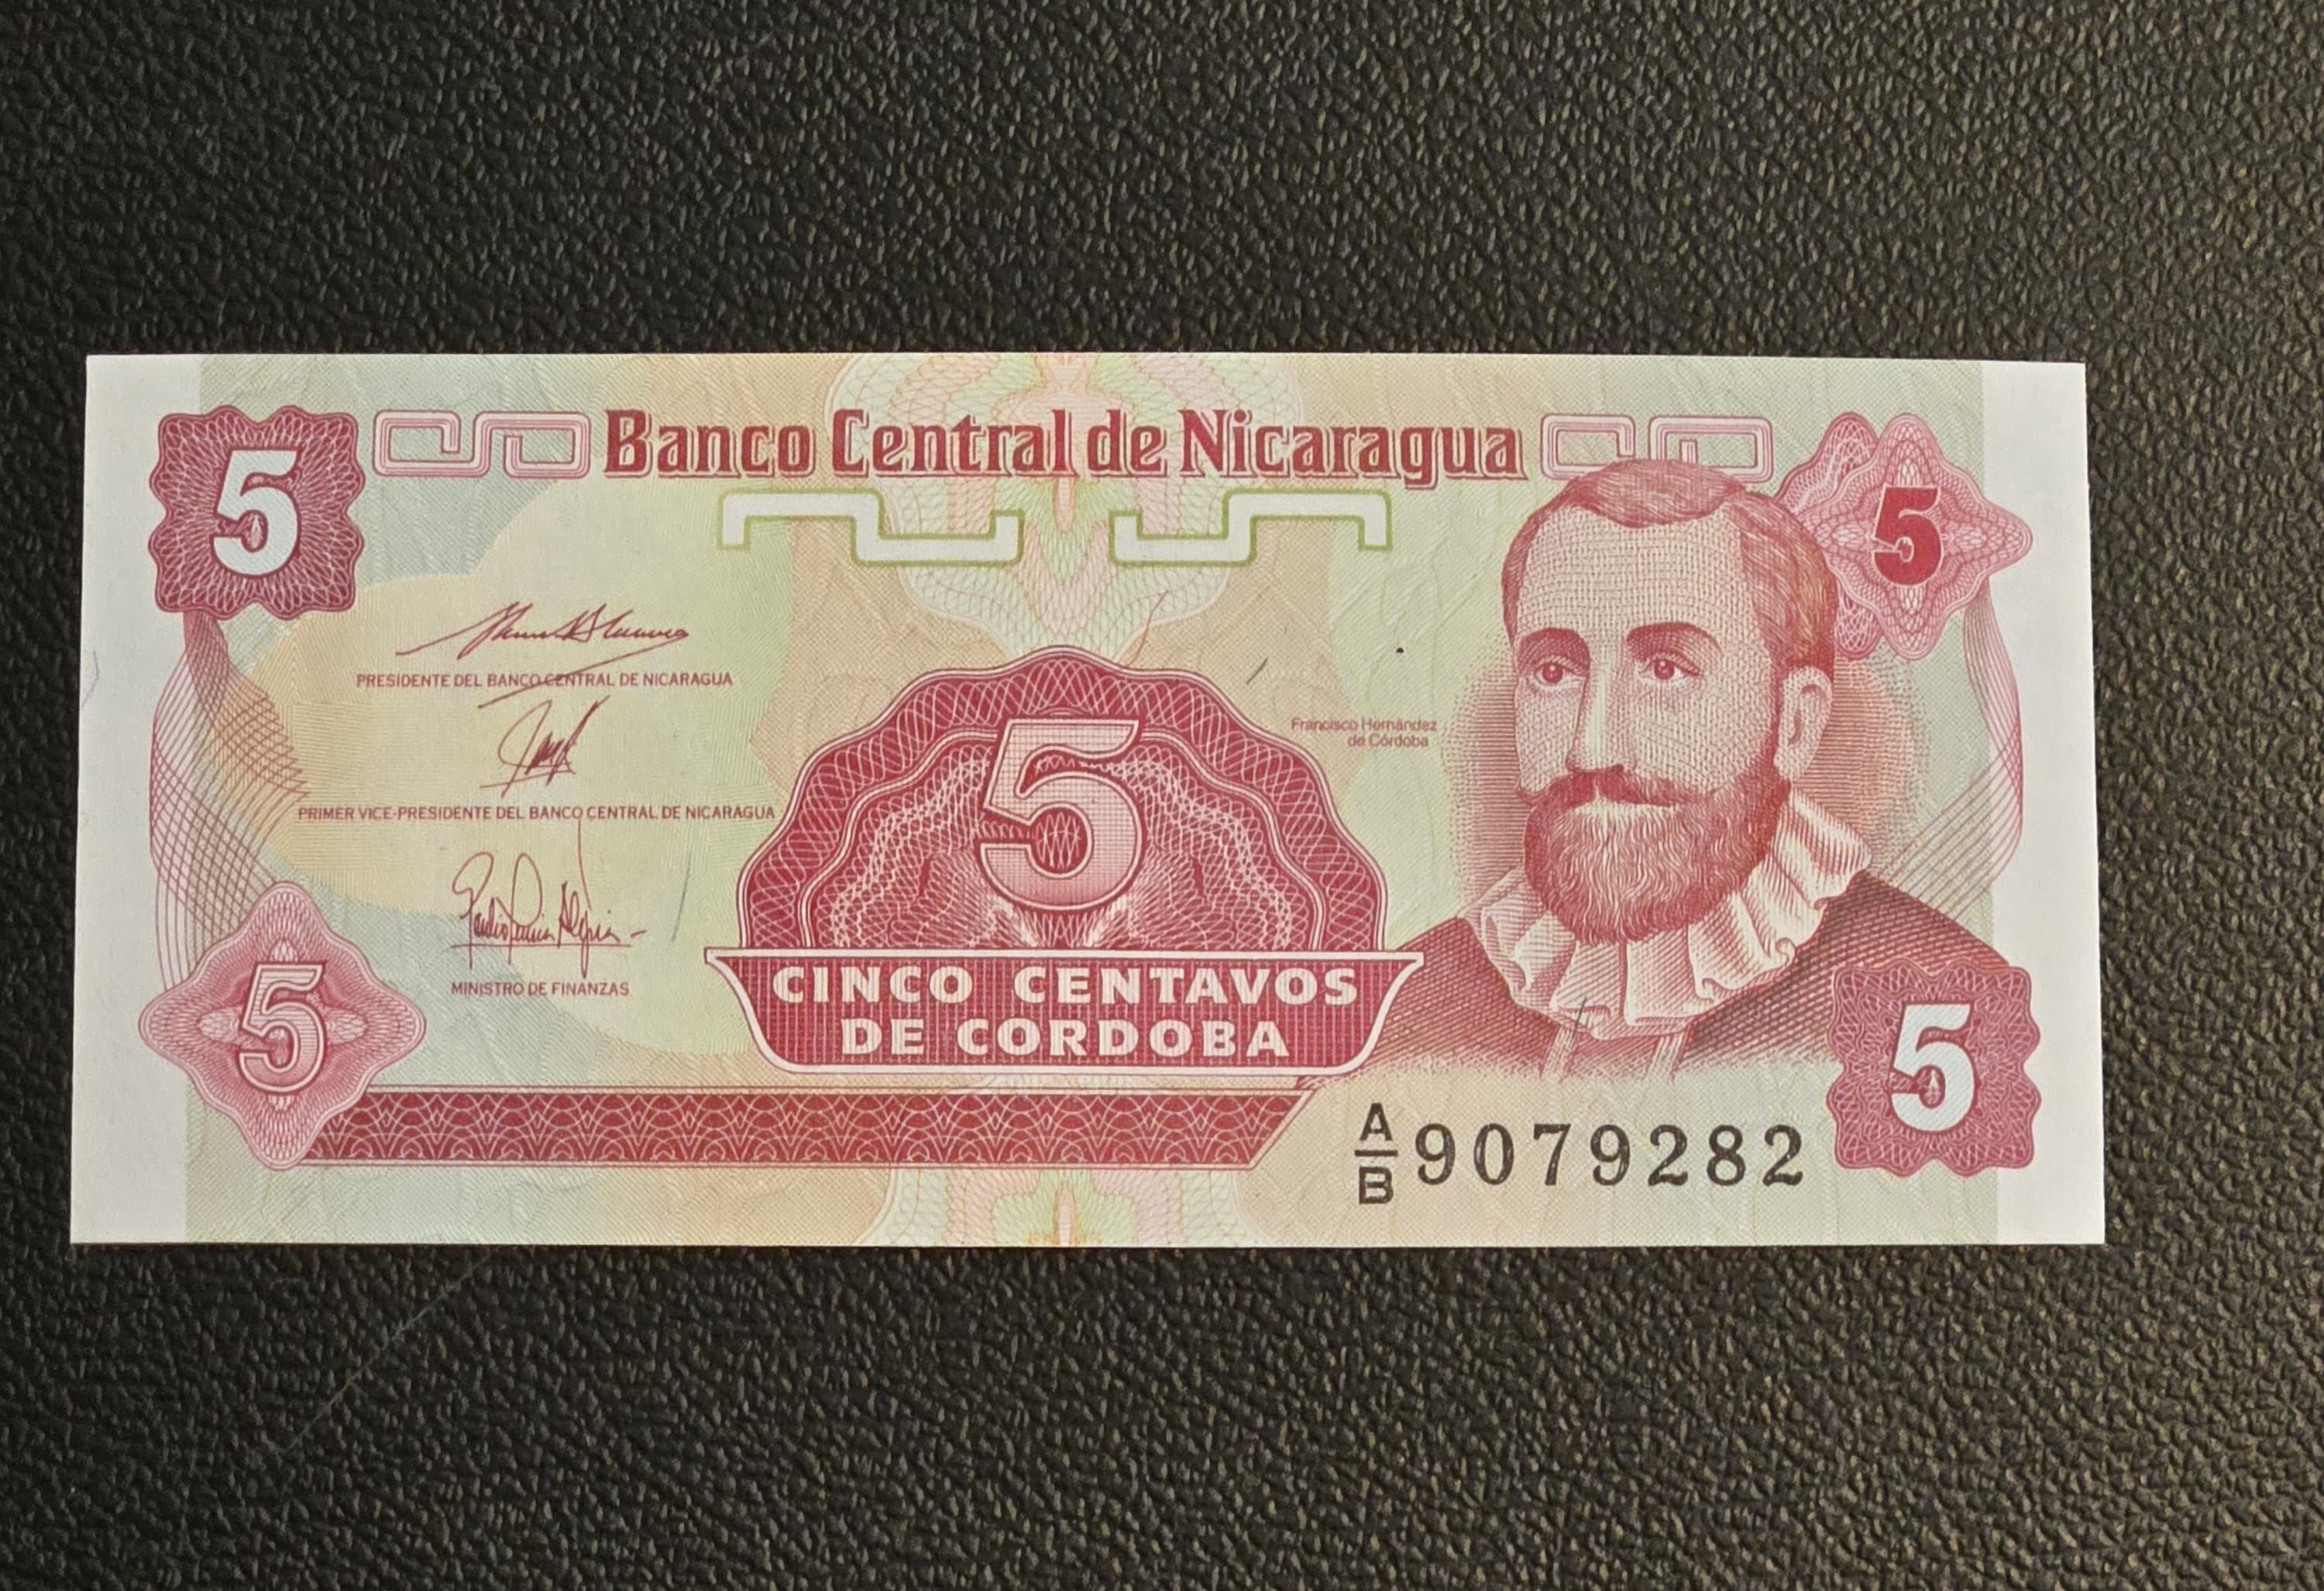 5 Banco Central de Nicaragua 5
PRESIDENTE DEL BANCO CENTRAL DE NICARAGUA
Francisco Hernández
de Córdoba
PRIMER VICE-PRESIDENTE DEL BANCO CENTRAL DE NICARAGUA
5
MINISTRO DE FINANZAS
CINCO CENTAVOS
DE CORDOBA
5
5
A/B 9079282